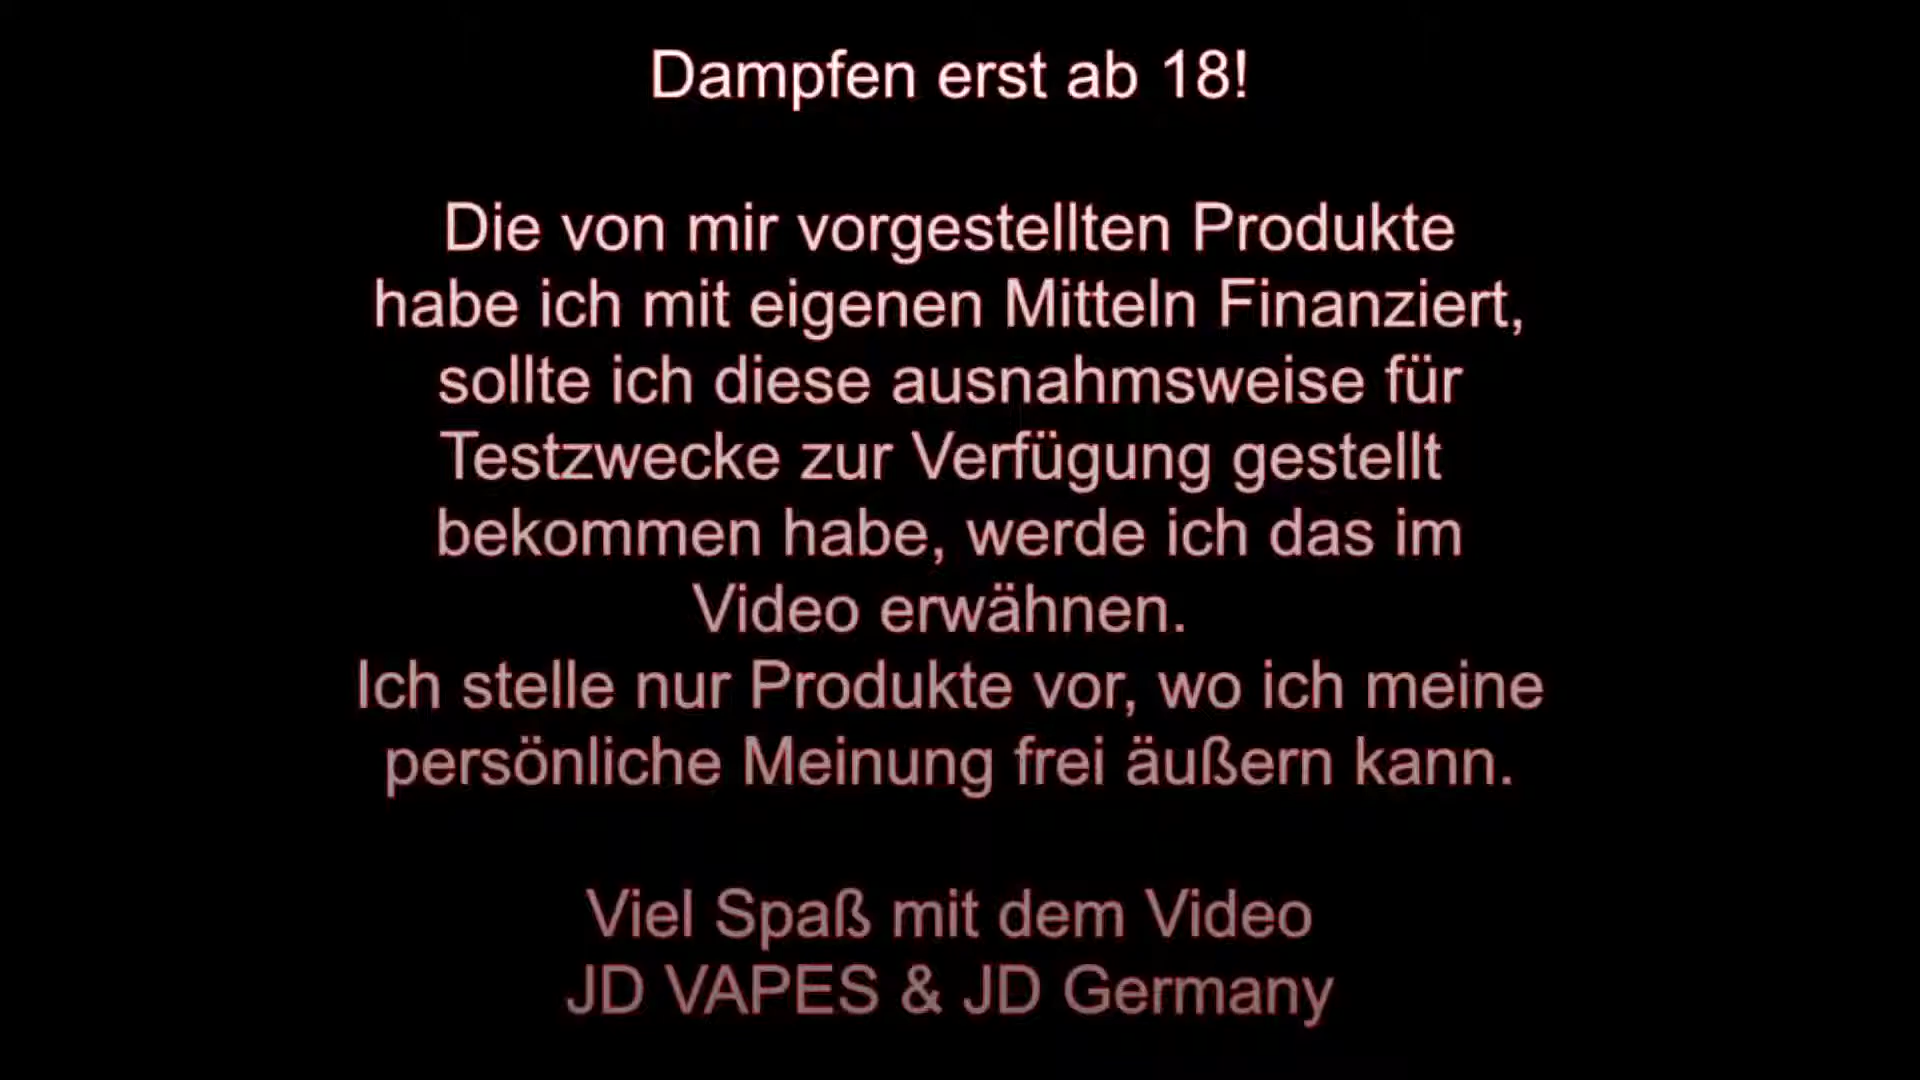 Dampfen erst ab 18!
Die von mir vorgestellten Produkte
habe ich mit eigenen Mitteln Finanziert,
sollte ich diese ausnahmsweise für
Testzwecke zur Verfügung gestellt
bekommen habe, werde ich das im
Video erwähnen.
Ich stelle nur Produkte vor, wo ich meine
persönliche Meinung frei äußern kann.
Viel Spaß mit dem Video
JD VAPES & JD Germany